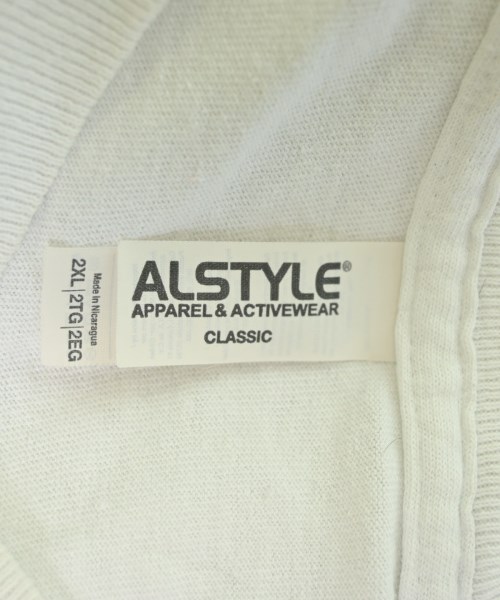 ALSTYLE®
APPAREL & ACTIVEWEAR
CLASSIC
Made in Nicaragua
2XL|2TG|2EG